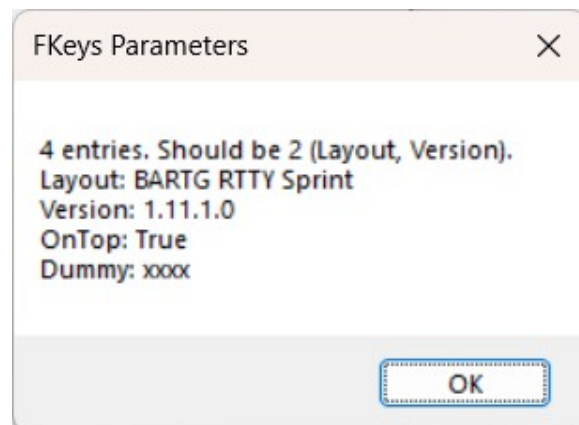 FKeys Parameters
4 entries. Should be 2 (Layout, Version).
Layout: BARTG RTTY Sprint
Version: 1.11.1.0
OnTop: True
Dummy: xxxx
OK